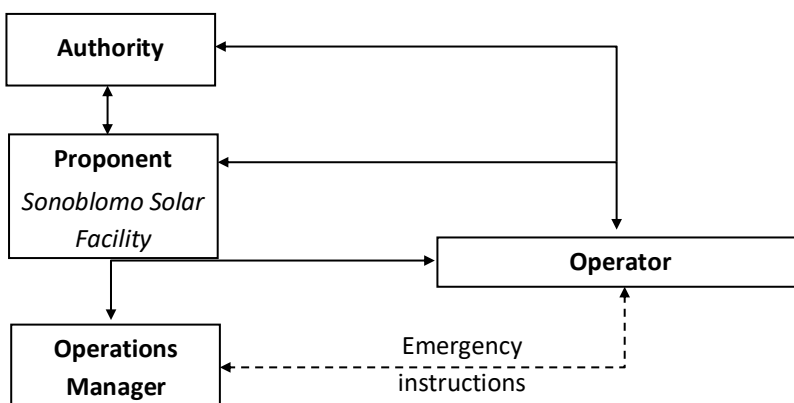 Authority
Proponent
Sonoblomo Solar
Facility
Operator
Operations
Manager
Emergency
instructions